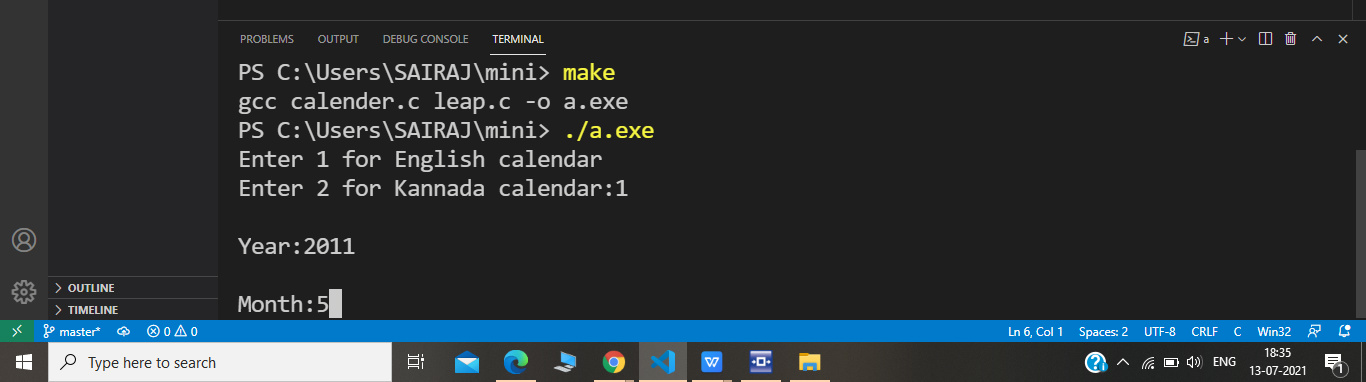 PROBLEMS OUTPUT DEBUG CONSOLE TERMINAL a
PS C:\Users\SAIRAJ\mini> make
gcc calender.c leap.c -o a.exe
PS C:\Users\SAIRAJ\mini> ./a.exe
Enter 1 for English calendar
Enter 2 for Kannada calendar:1
Year:2011
Month:5
OUTLINE
TIMELINE
master* 0 0 Ln 6, Col 1 Spaces: 2 UTF-8 CRLF C Win32
Type here to search W ENG 18:35
13-07-2021 1